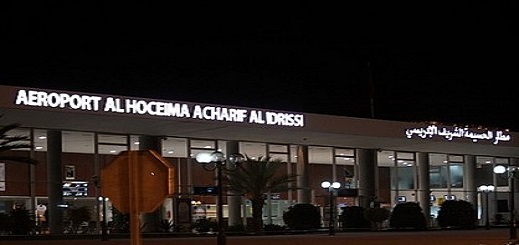 AEROPORT AL HOCEIMA ACHARIF AL IDRISSI
مطار الحسيمة الشريف الإدريسي